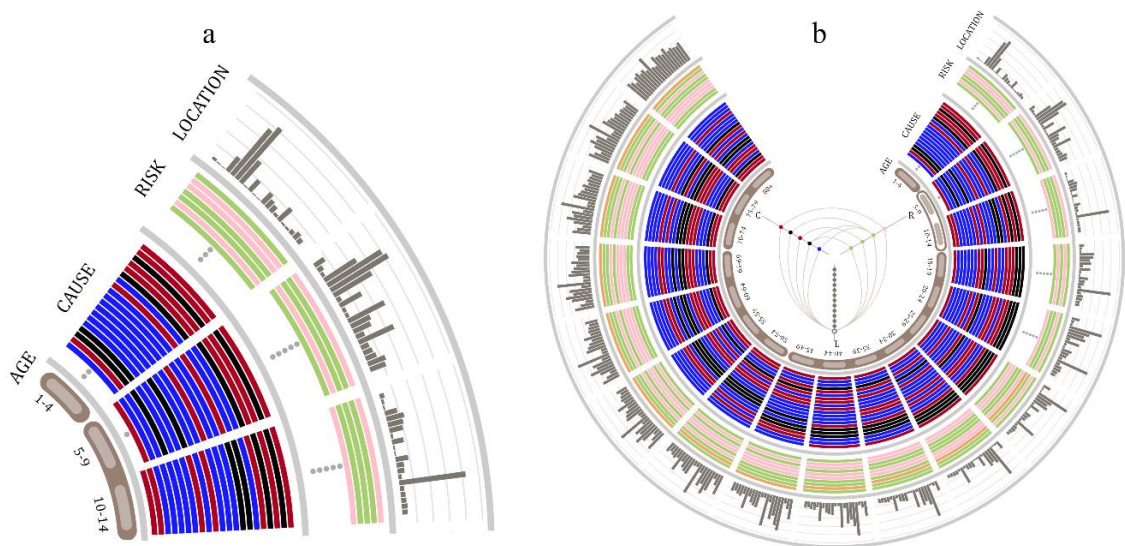 a
LOCATION
RISK
CAUSE
AGE
1-4
5-9
10-14
b
LOCATION
RISK
CAUSE
AGE
1-4
5-9
10-14
15-19
20-24
25-29
30-34
35-39
40-44
45-49
50-54
55-59
60-64
65-69
70-74
75-79
80+
C
R
L